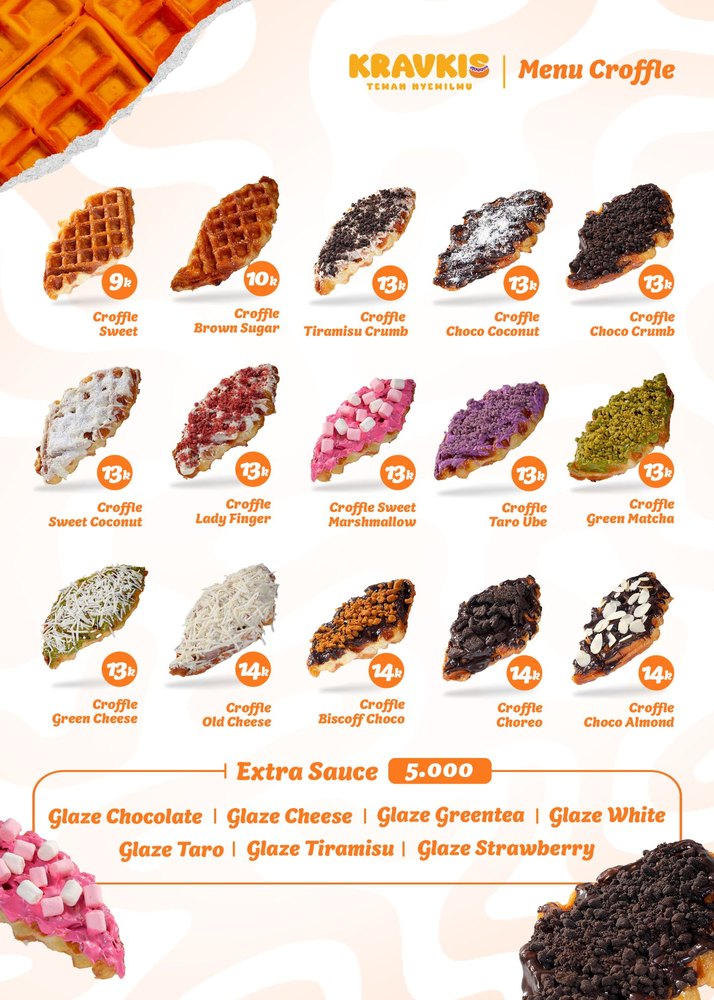 KRAVKIS
TEMAN NYEMILMU
Menu Croffle
9k
10k
13k
13k
13k
Croffle
Sweet
Croffle
Brown Sugar
Croffle
Tiramisu Crumb
Croffle
Choco Coconut
Croffle
Choco Crumb
13k
13k
13k
13k
13k
Croffle
Sweet Coconut
Croffle
Lady Finger
Croffle Sweet
Marshmallow
Croffle
Taro Ube
Croffle
Green Matcha
13k
14k
14k
14k
14k
Croffle
Green Cheese
Croffle
Old Cheese
Croffle
Biscoff Choco
Croffle
Choreo
Croffle
Choco Almond
Extra Sauce 5.000
Glaze Chocolate | Glaze Cheese | Glaze Greentea | Glaze White
Glaze Taro | Glaze Tiramisu | Glaze Strawberry